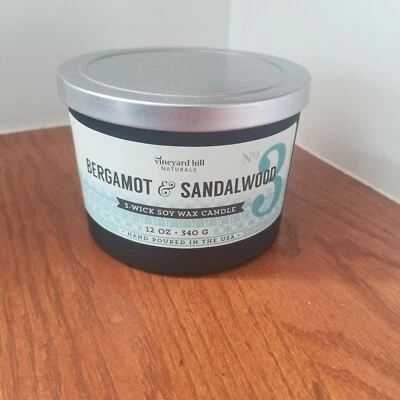 vineyard hill
NATURALS
No
3
BERGAMOT & SANDALWOOD
3-WICK SOY WAX CANDLE
12 OZ • 340 G
HAND POURED IN THE USA